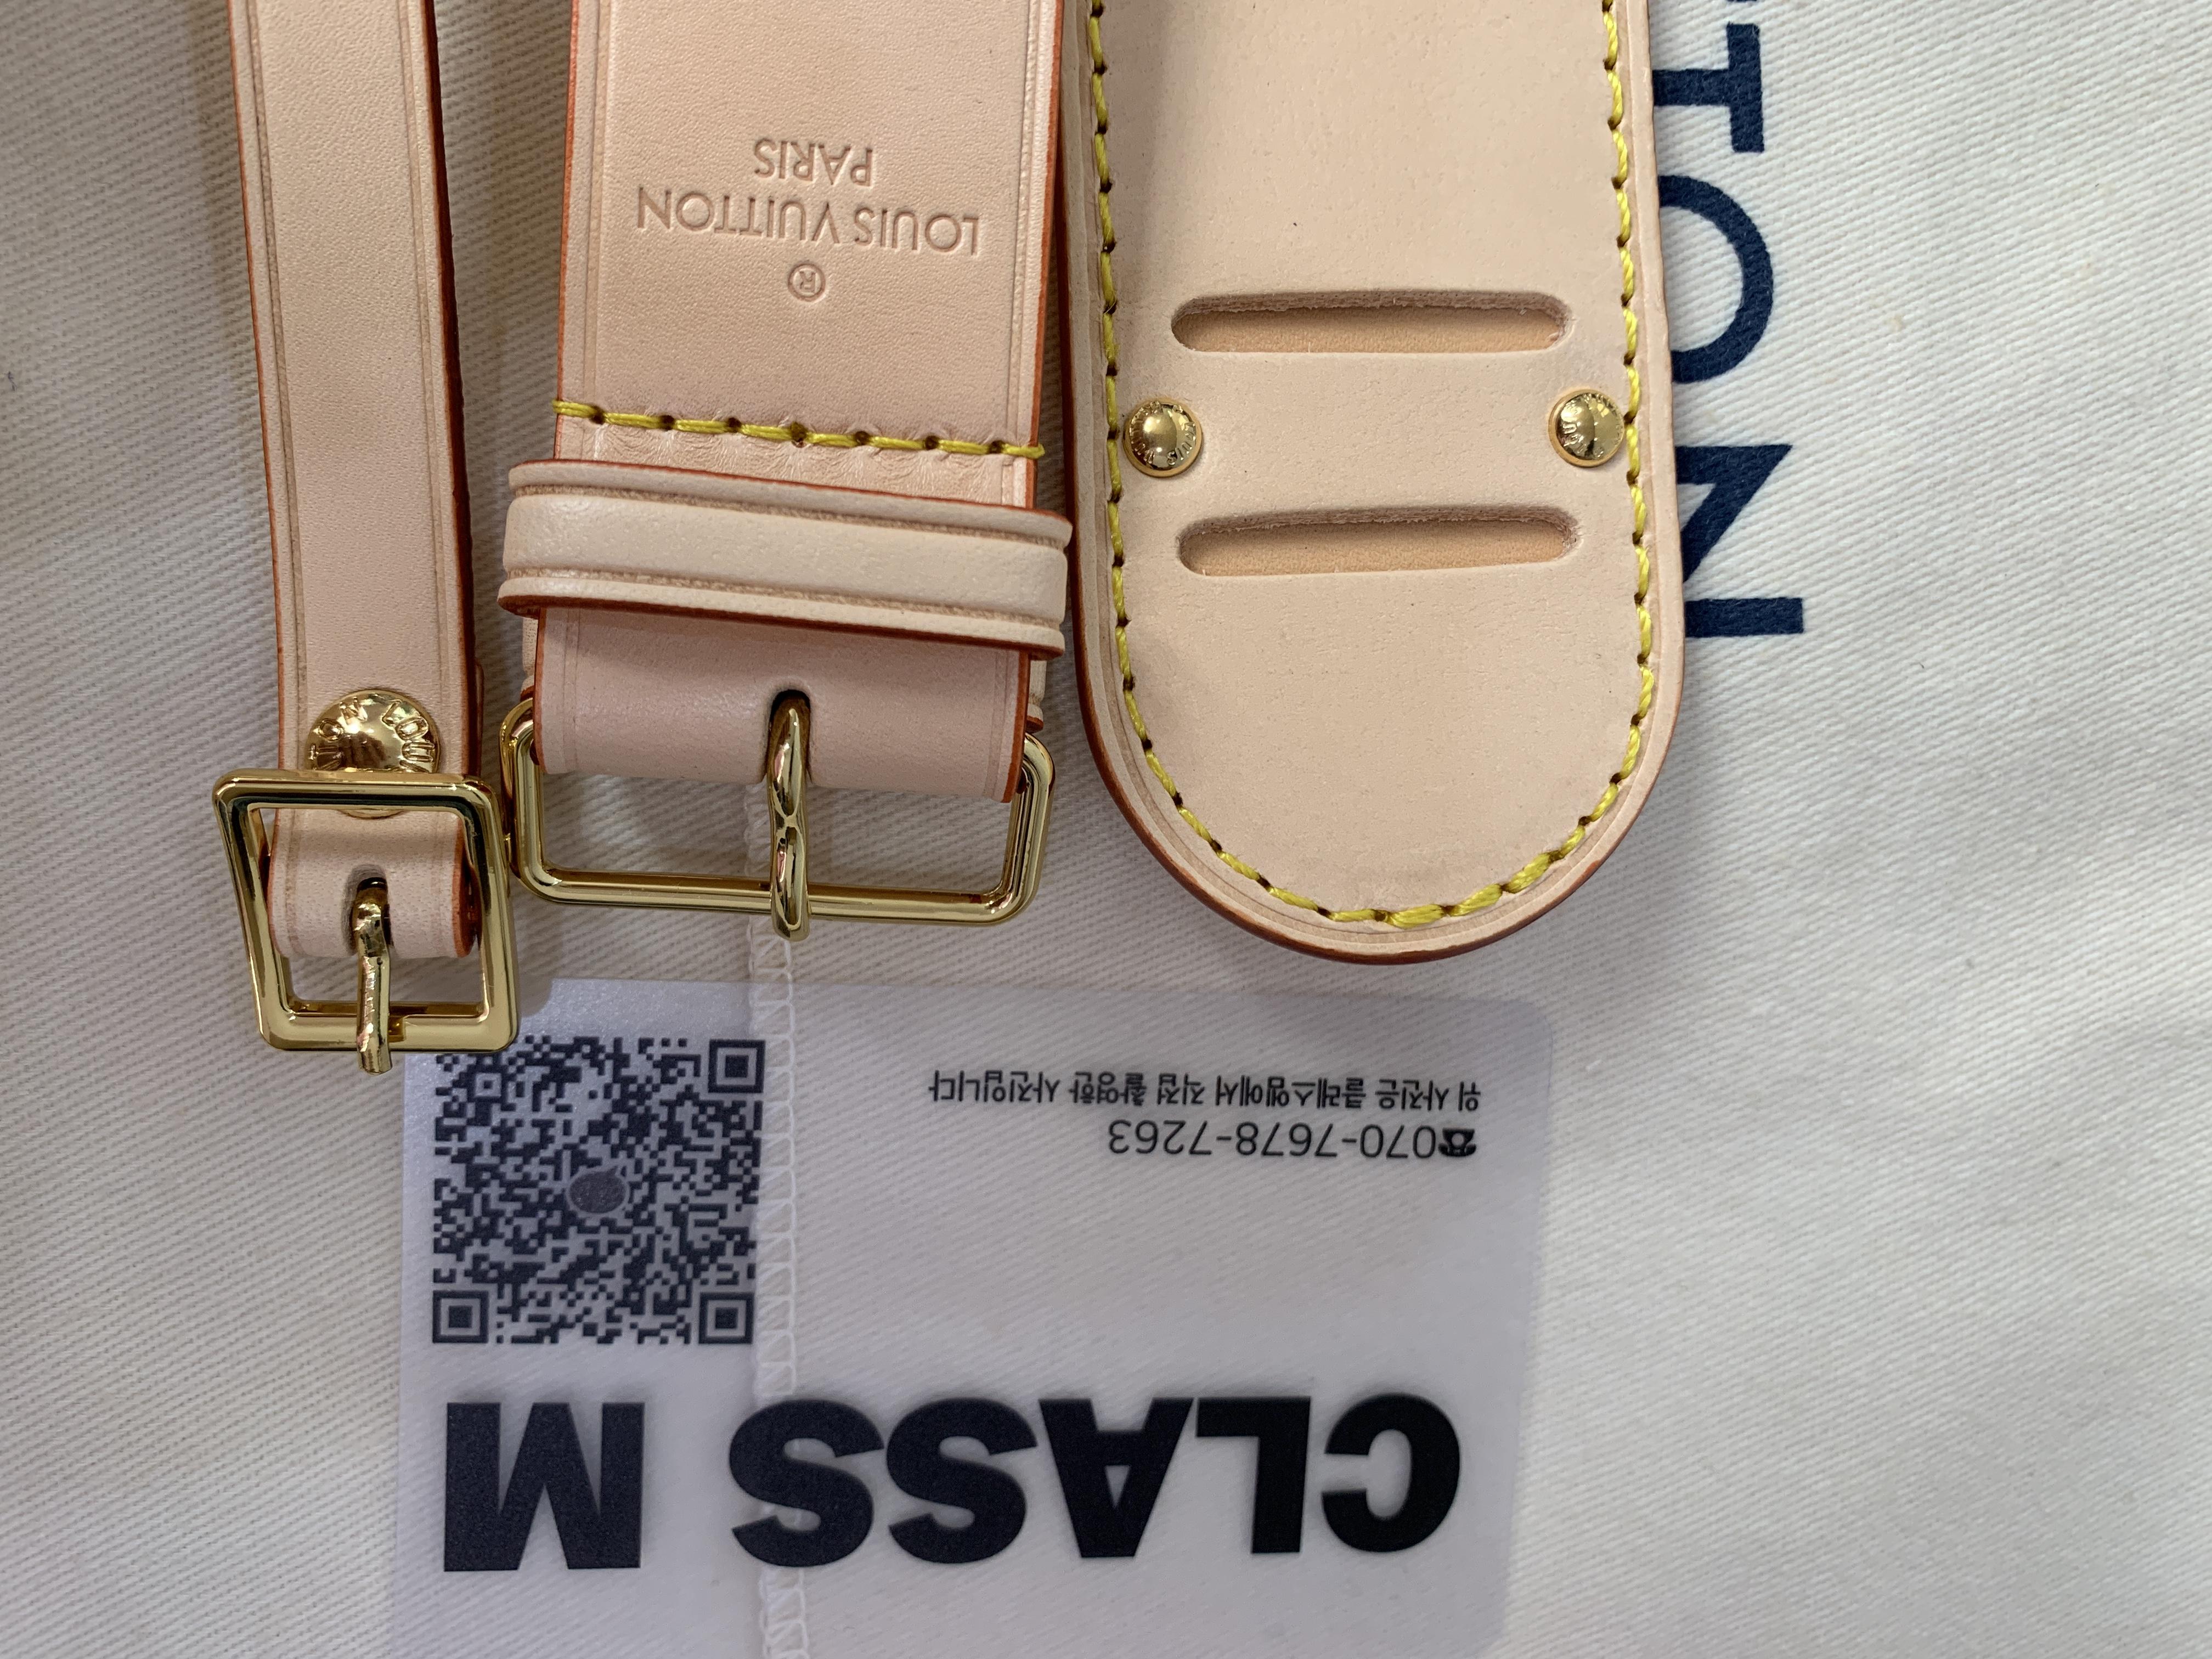 CLASS M
☎070-7678-7263
위 사진은 클래스엠에서 직접 촬영한 사진입니다
®
LOUIS VUITTON
PARIS
TON